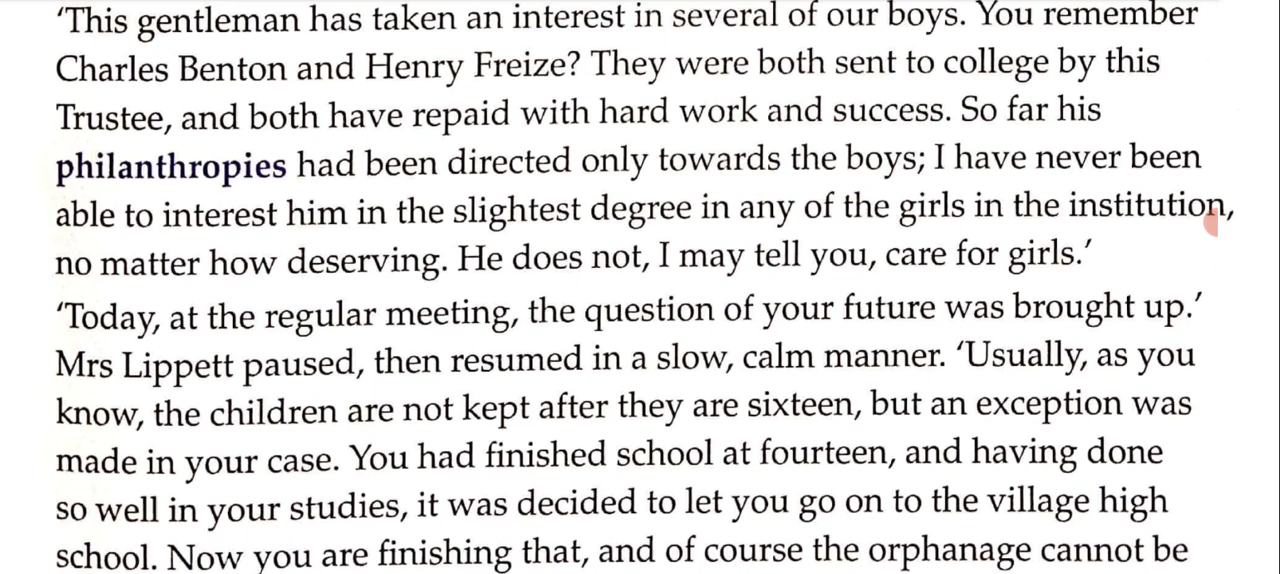 ‘This gentleman has taken an interest in several of our boys. You remember
Charles Benton and Henry Freize? They were both sent to college by this
Trustee, and both have repaid with hard work and success. So far his
philanthropies had been directed only towards the boys; I have never been
able to interest him in the slightest degree in any of the girls in the institution,
no matter how deserving. He does not, I may tell you, care for girls.’
‘Today, at the regular meeting, the question of your future was brought up.’
Mrs Lippett paused, then resumed in a slow, calm manner. ‘Usually, as you
know, the children are not kept after they are sixteen, but an exception was
made in your case. You had finished school at fourteen, and having done
so well in your studies, it was decided to let you go on to the village high
school. Now you are finishing that, and of course the orphanage cannot be